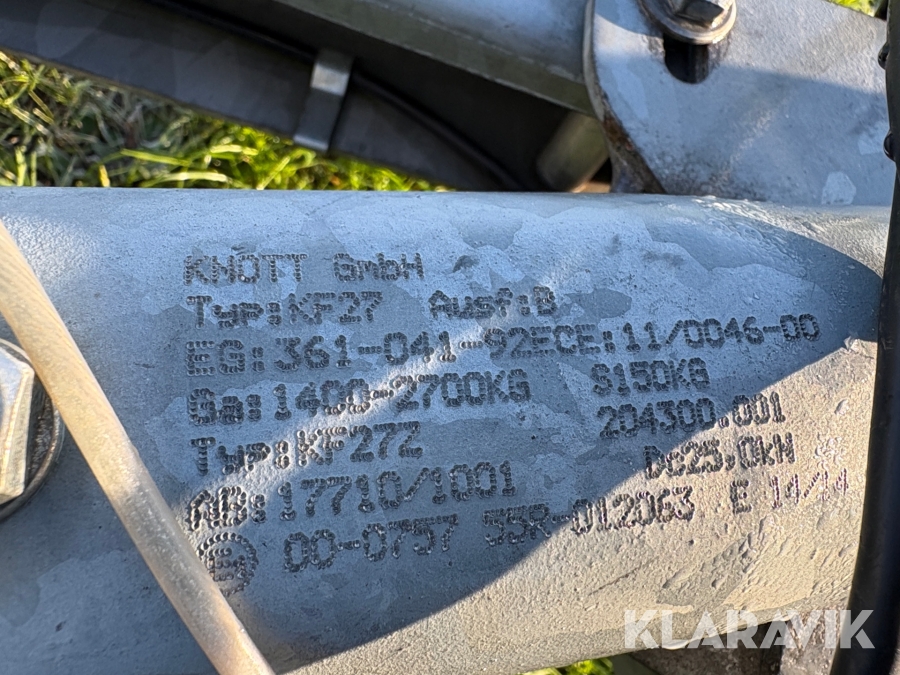 KNOTT GmbH
Typ:KF27 Ausf:B
EG:361-041-92ECE:11/0046-00
Ga:1400-2700KG S150KG
Typ:KF27Z 204300.001
AB:17710/1001 Dc25.0kN
E 00-0757 55R-012063 E 14/14
KLARAVIK